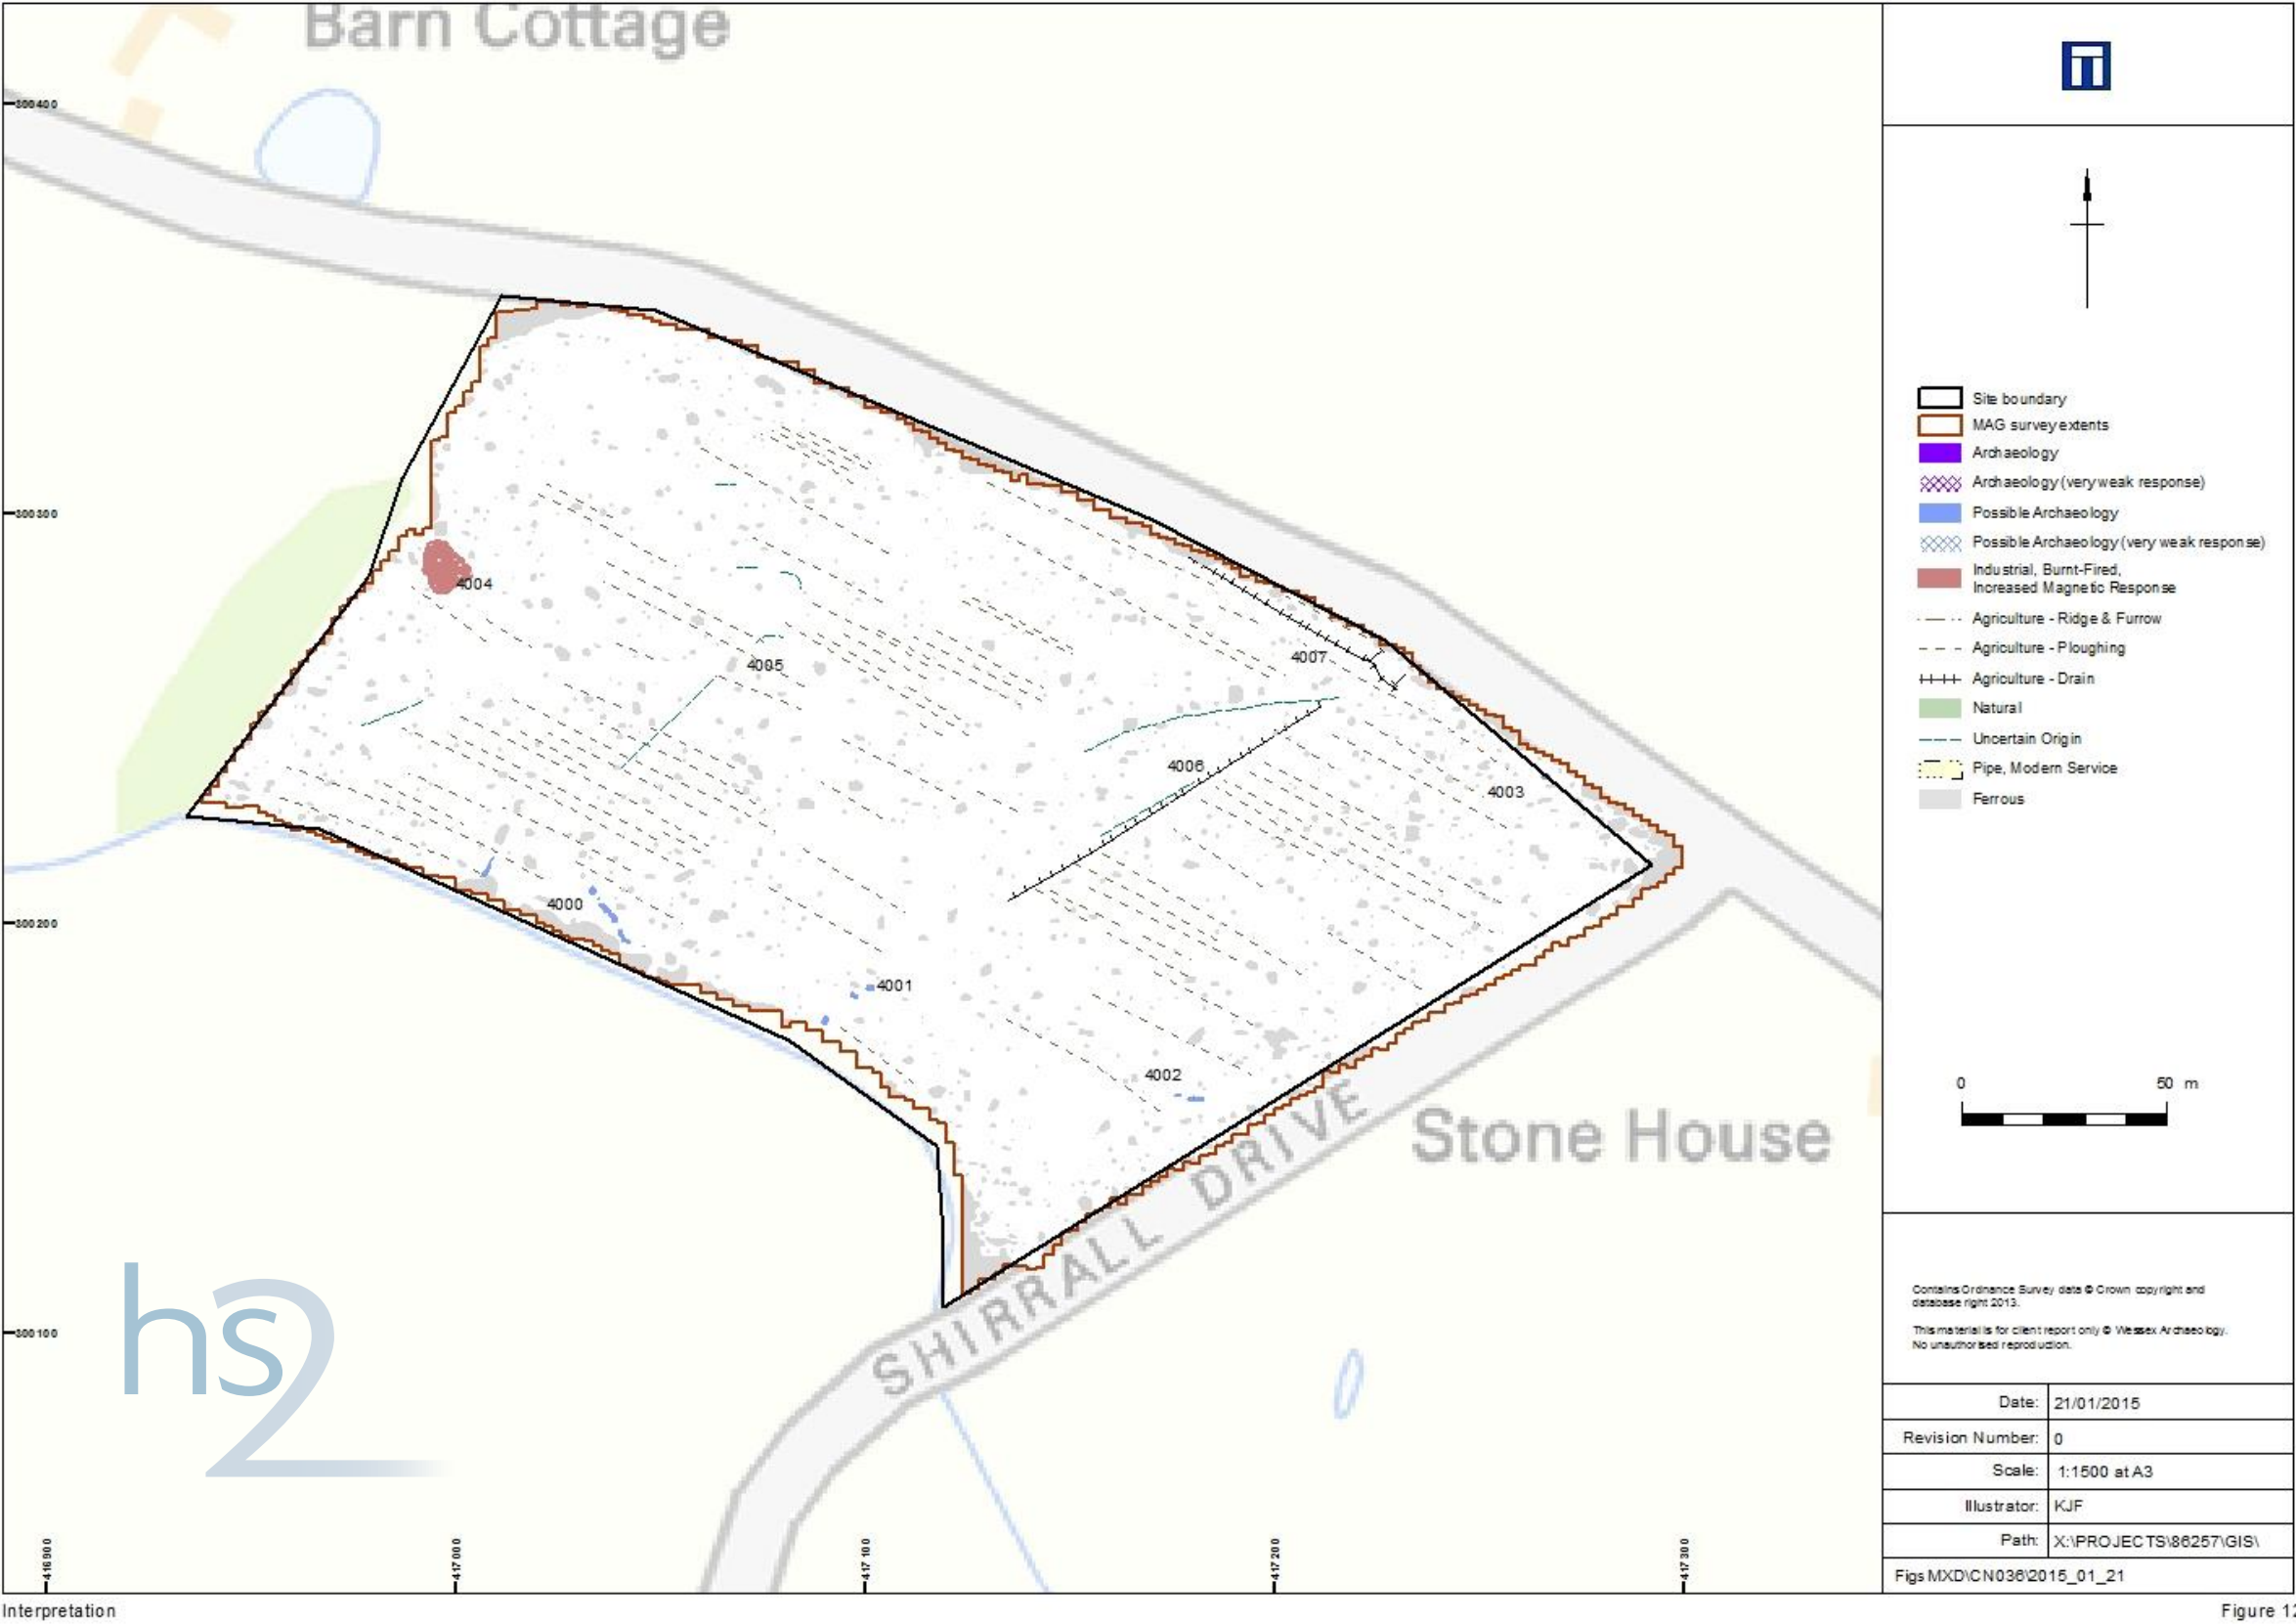 Barn Cottage
300400
300300
4004
4005
4007
4006
4003
4000
300200
4001
4002
Stone House
SHIRRALL DRIVE
300100
hs2
416900
417000
417100
417200
417300
Site boundary
MAG survey extents
Archaeology
Archaeology (very weak response)
Possible Archaeology
Possible Archaeology (very weak response)
Industrial, Burnt-Fired,
Increased Magnetic Response
Agriculture - Ridge & Furrow
Agriculture - Ploughing
Agriculture - Drain
Natural
Uncertain Origin
Pipe, Modern Service
Ferrous
0 50 m
Contains Ordnance Survey data © Crown copyright and
database right 2013.
This material is for client report only © Wessex Archaeology.
No unauthorised reproduction.
Date: 21/01/2015
Revision Number: 0
Scale: 1:1500 at A3
Illustrator: KJF
Path: X:\PROJECTS\86257\GIS\
Figs MXD\CN036\2015_01_21
Interpretation
Figure